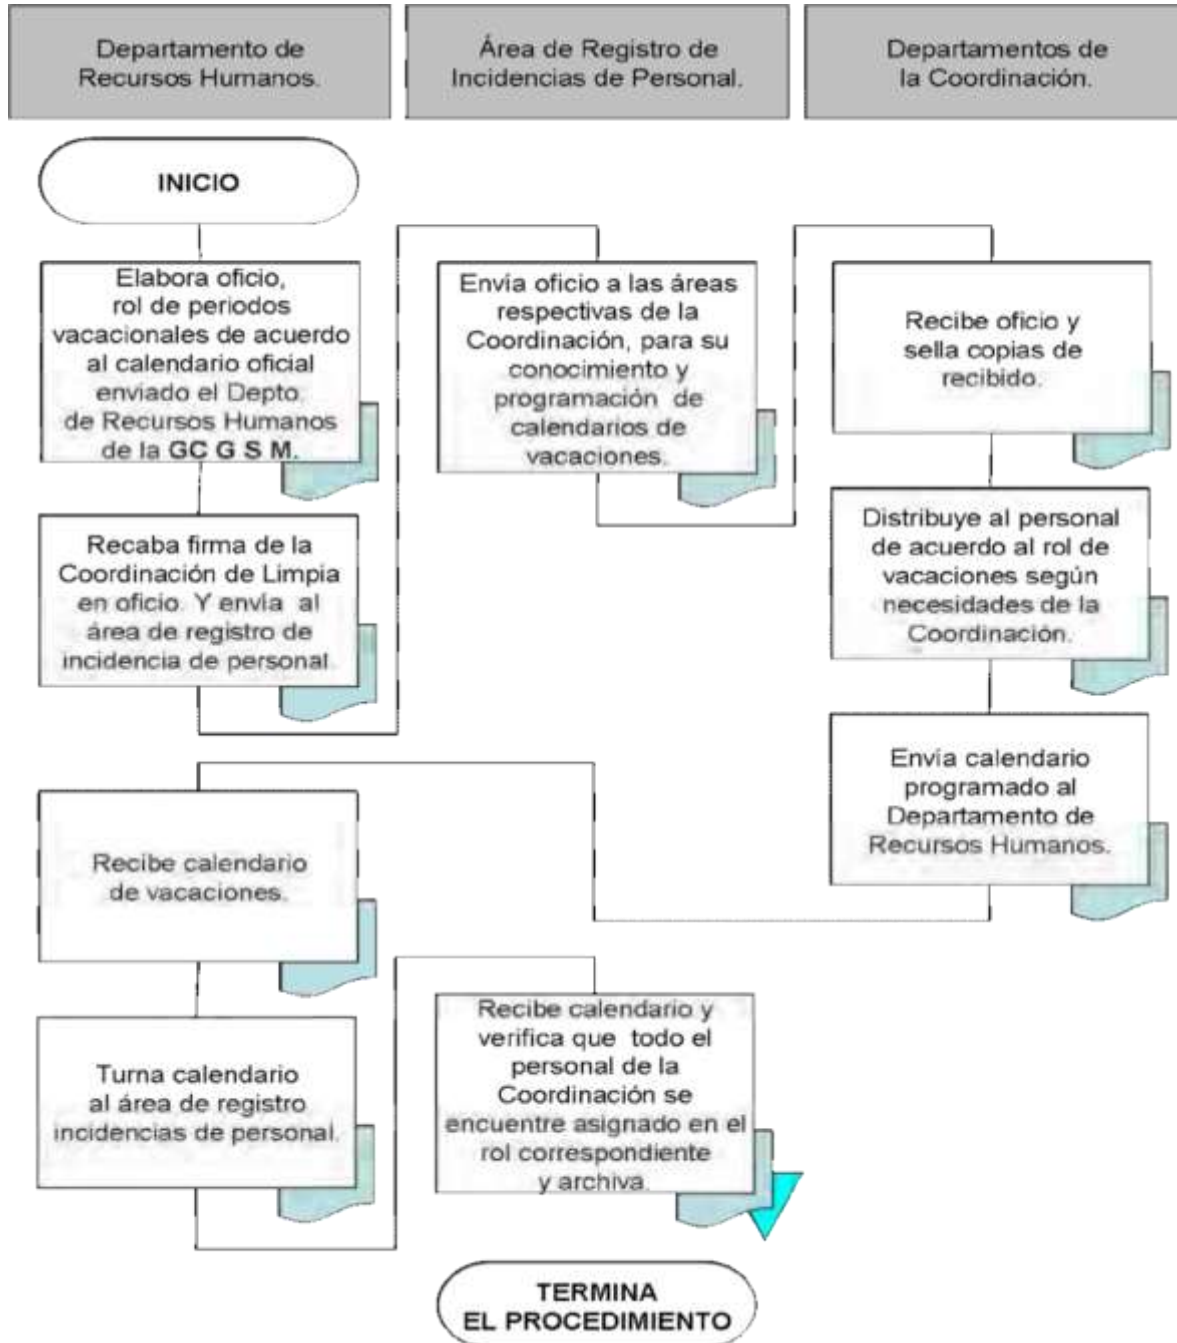 Departamento de
Recursos Humanos.
Área de Registro de
Incidencias de Personal.
Departamentos de
la Coordinación.
INICIO
Elabora oficio,
rol de periodos
vacacionales de acuerdo
al calendario oficial
enviado el Depto.
de Recursos Humanos
de la GC G S M.
Recaba firma de la
Coordinación de Limpia
en oficio. Y envía al
área de registro de
incidencia de personal.
Envía oficio a las áreas
respectivas de la
Coordinación, para su
conocimiento y
programación de
calendarios de
vacaciones.
Recibe oficio y
sella copias de
recibido.
Distribuye al personal
de acuerdo al rol de
vacaciones según
necesidades de la
Coordinación.
Envía calendario
programado al
Departamento de
Recursos Humanos.
Recibe calendario
de vacaciones.
Turna calendario
al área de registro
incidencias de personal.
Recibe calendario y
verifica que todo el
personal de la
Coordinación se
encuentre asignado en el
rol correspondiente
y archiva.
TERMINA
EL PROCEDIMIENTO